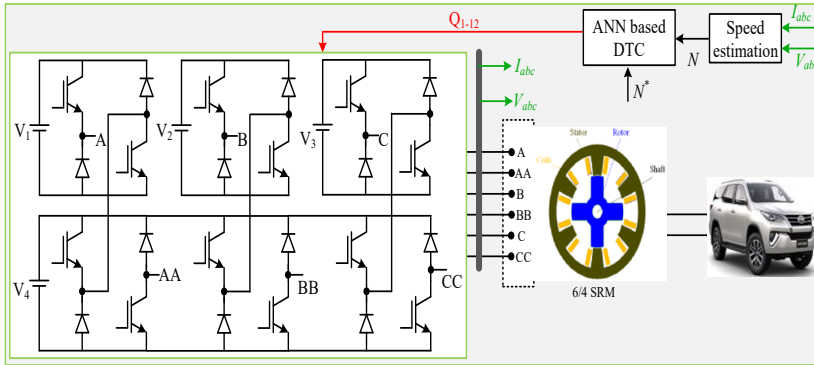 Q1-12
ANN based
DTC
Speed
estimation
Iabc
Vab
N
N*
Iabc
Vabc
V1
A
V2
B
V3
C
V4
AA
BB
CC
A
AA
B
BB
C
CC
Stator
Rotor
Coils
Shaft
6/4 SRM